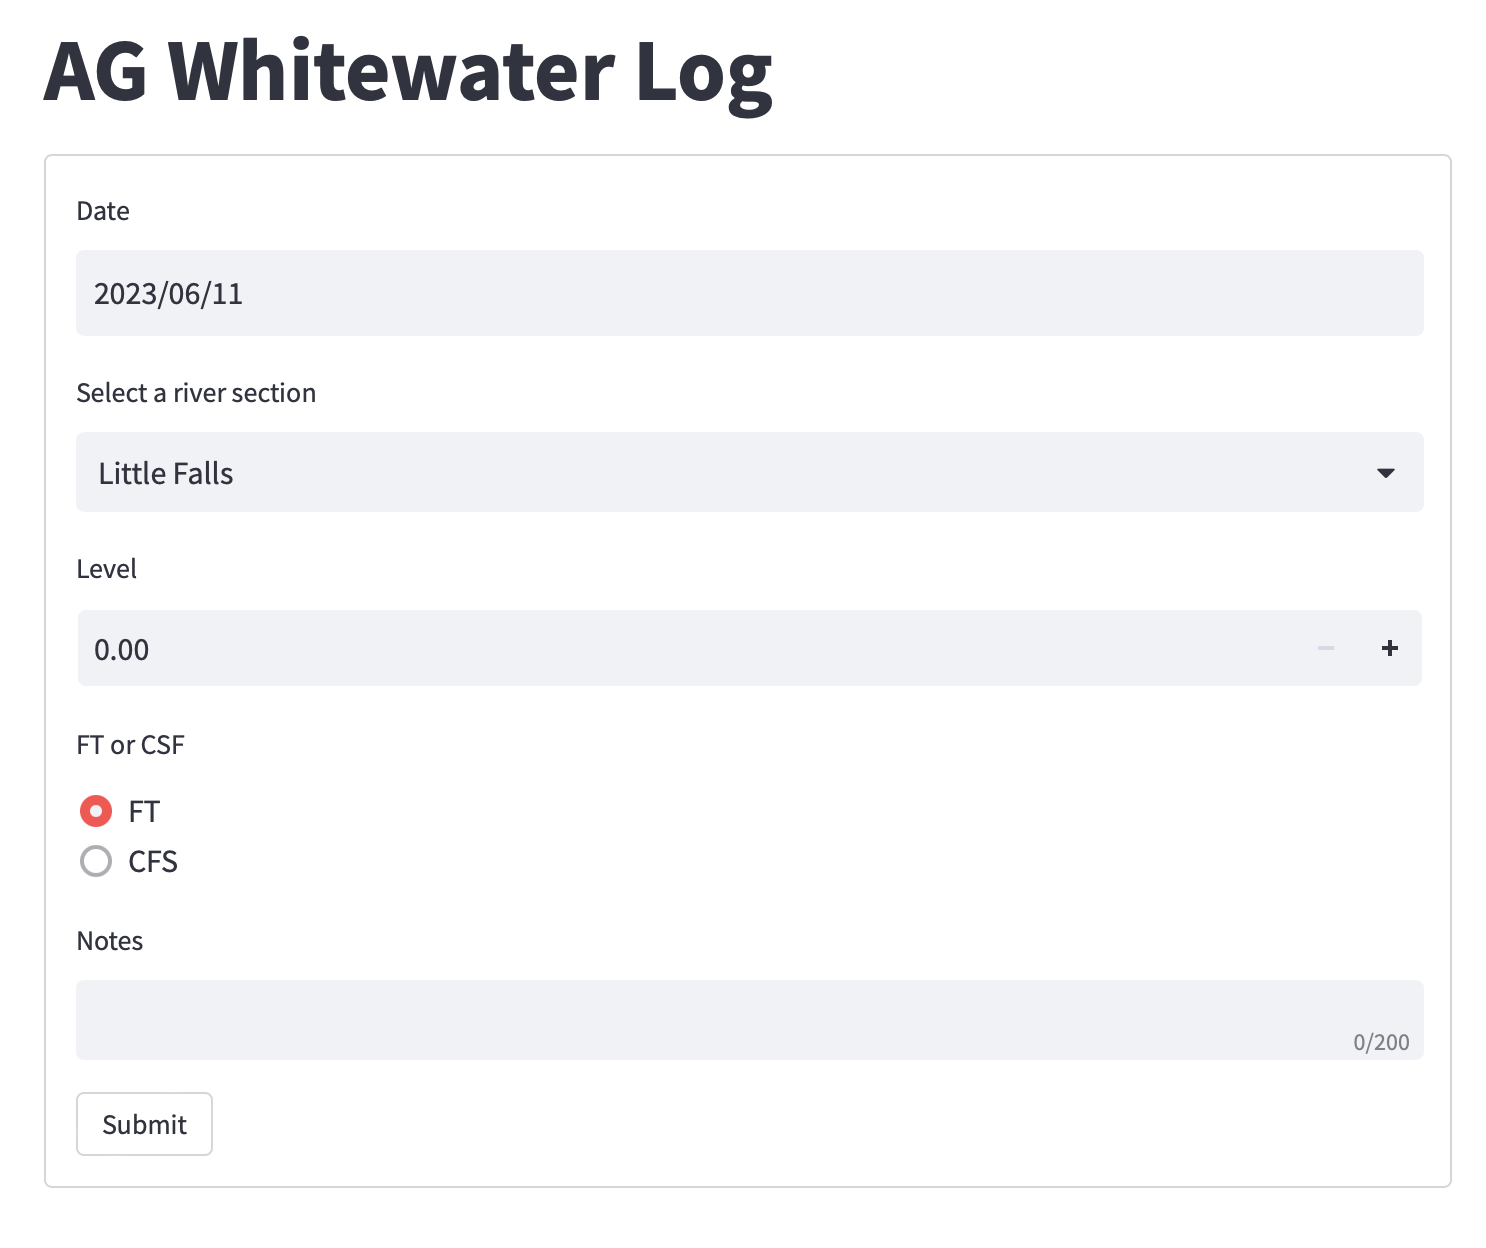 AG Whitewater Log
Date
2023/06/11
Select a river section
Little Falls
Level
0.00
FT or CSF
FT
CFS
Notes
0/200
Submit